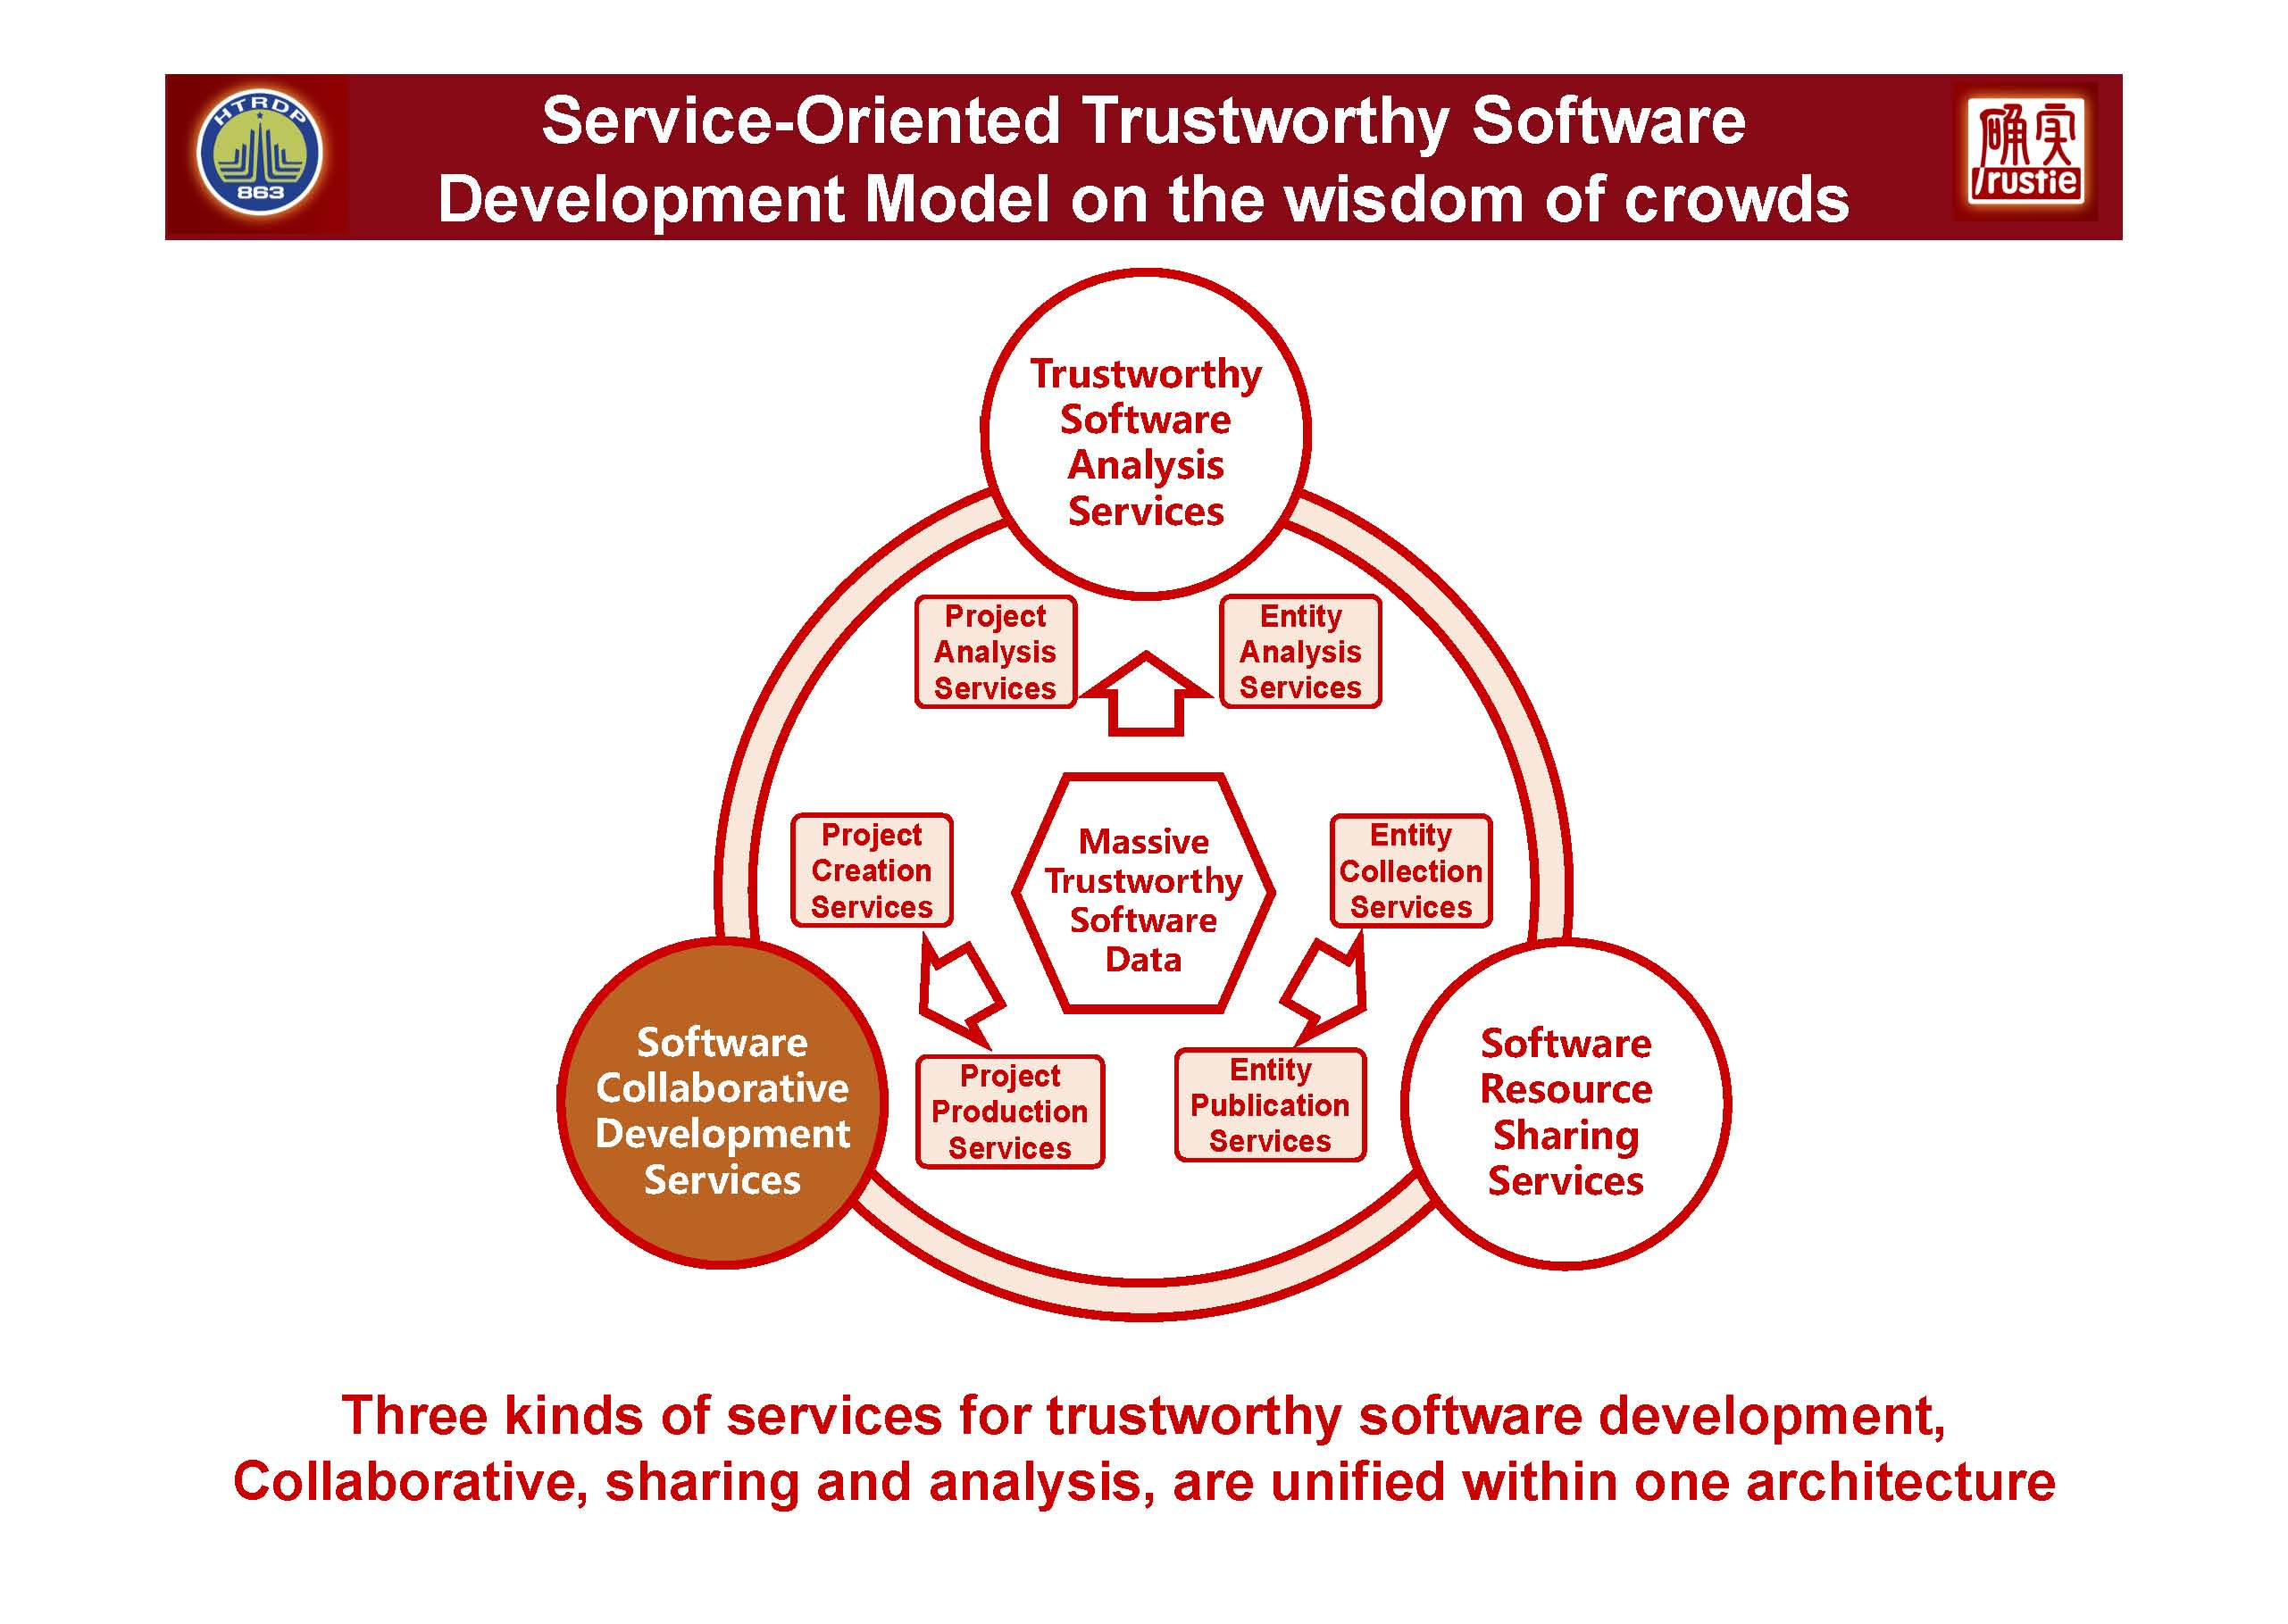 HTRDP
863
Service-Oriented Trustworthy Software
Development Model on the wisdom of crowds
确实
Trustie
Trustworthy
Software
Analysis
Services
Project
Analysis
Services
Entity
Analysis
Services
Project
Creation
Services
Massive
Trustworthy
Software
Data
Entity
Collection
Services
Software
Collaborative
Development
Services
Project
Production
Services
Entity
Publication
Services
Software
Resource
Sharing
Services
Three kinds of services for trustworthy software development,
Collaborative, sharing and analysis, are unified within one architecture